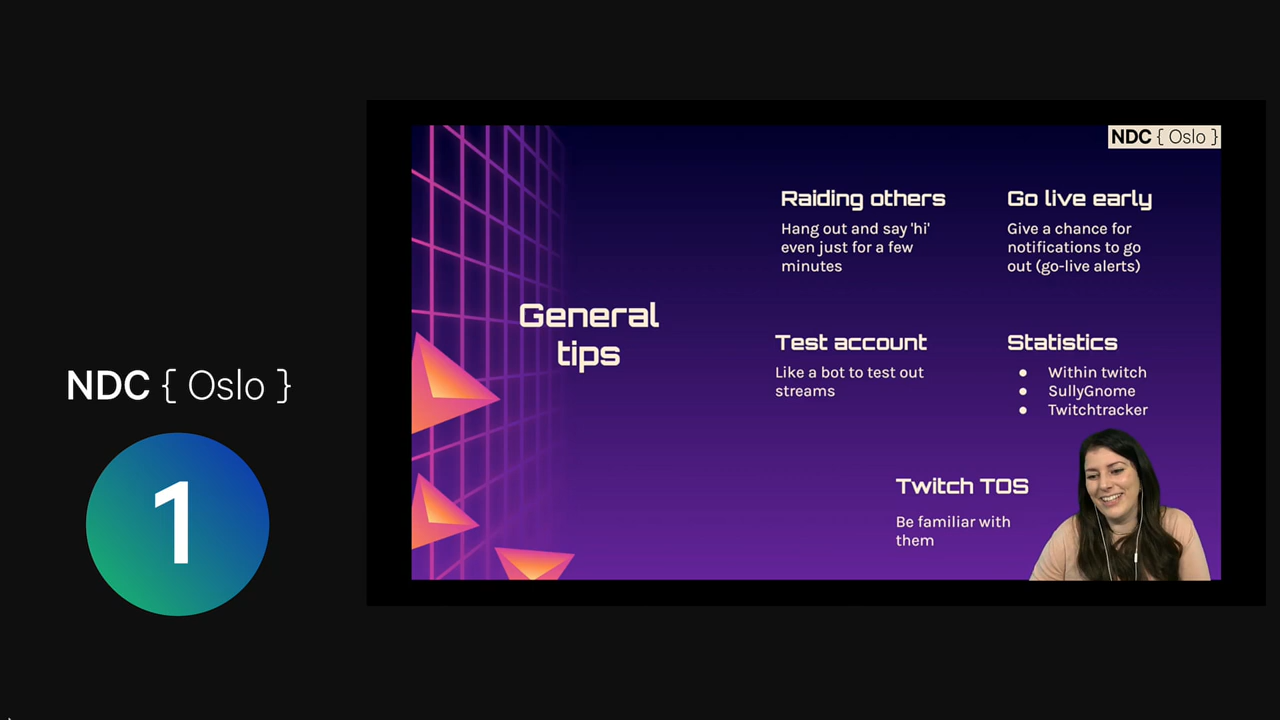 NDC { Oslo }
1
NDC { Oslo }
General
tips
Raiding others
Hang out and say 'hi'
even just for a few
minutes
Go live early
Give a chance for
notifications to go
out (go-live alerts)
Test account
Like a bot to test out
streams
Statistics
● Within twitch
● SullyGnome
● Twitchtracker
Twitch TOS
Be familiar with
them